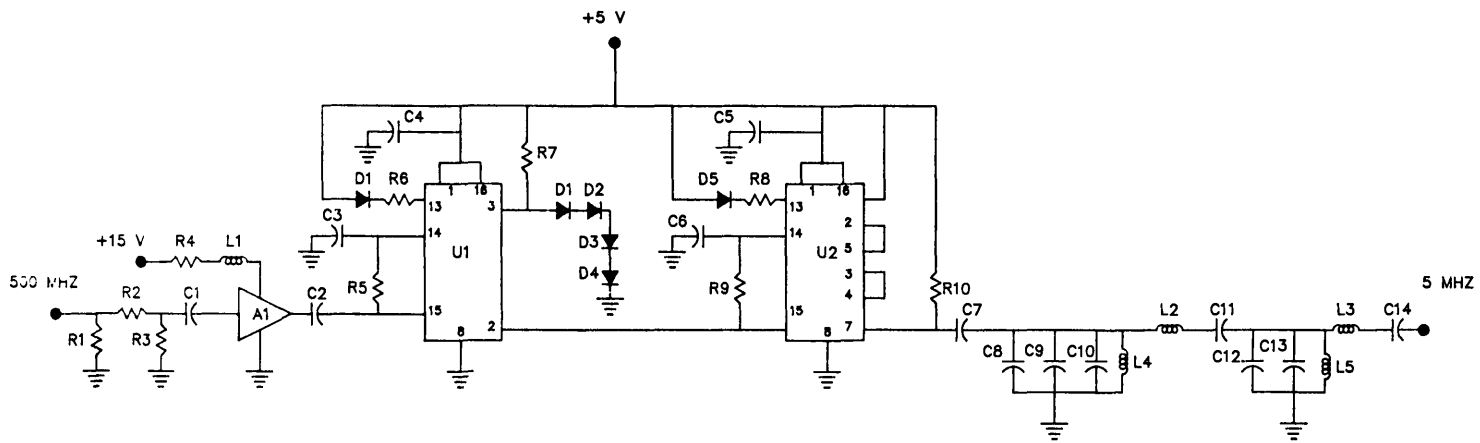 +5 V
C4
C5
R7
D1
R6
1
16
D1
D2
D5
R8
1
16
13
3
13
2
C3
14
U1
D3
C6
14
U2
5
+15 V
R4
L1
D4
3
R5
R9
4
R10
5 MHZ
R2
C1
A1
C2
15
15
C7
L2
C11
L3
C14
R1
R3
8
2
8
7
C8
C9
C10
L4
C12
C13
L5